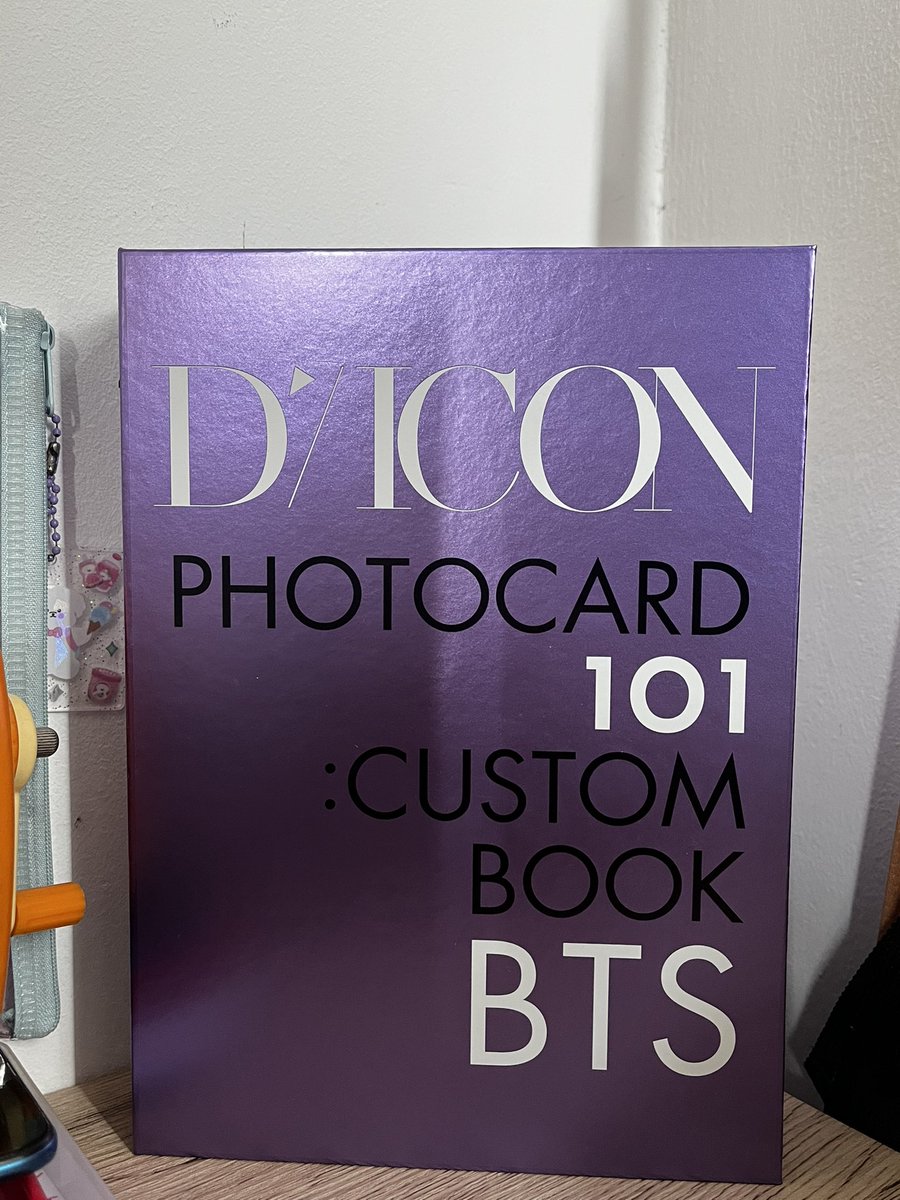 D'/ICON
PHOTOCARD
101
:CUSTOM
BOOK
BTS